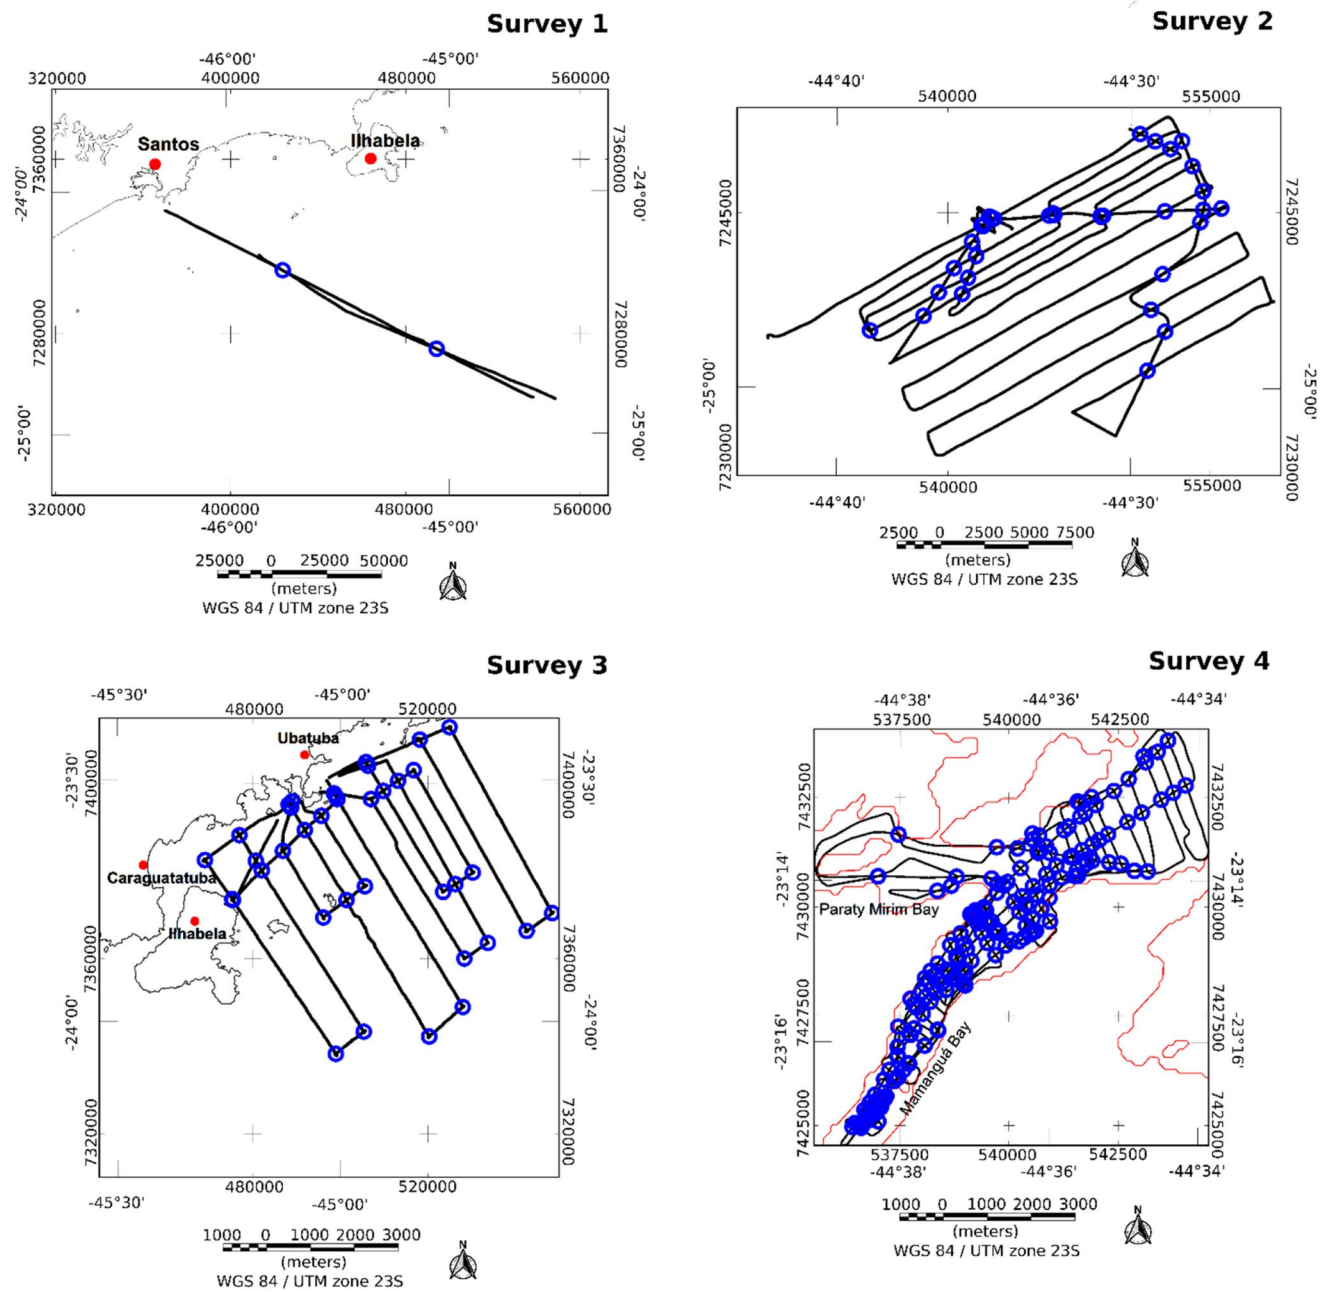 Survey 1
-46°00' -45°00'
320000 400000 480000 560000
Santos
Ilhabela
7360000 7360000
-24°00' -24°00'
7280000 7280000
-25°00' -25°00'
320000 400000 480000 560000
-46°00' -45°00'
25000 0 25000 50000
(meters)
WGS 84 / UTM zone 23S
N
Survey 2
-44°40' -44°30'
540000 555000
7245000 7245000
-25°00' -25°00'
7230000 7230000
540000 555000
-44°40' -44°30'
2500 0 2500 5000 7500
(meters)
WGS 84 / UTM zone 23S
N
Survey 3
-45°30' -45°00'
480000 520000
Ubatuba
-23°30' -23°30'
7400000 7400000
Caraguatatuba
Ilhabela
7360000 7360000
-24°00' -24°00'
7320000 7320000
480000 520000
-45°30' -45°00'
1000 0 1000 2000 3000
(meters)
WGS 84 / UTM zone 23S
N
Survey 4
-44°38' -44°36' -44°34'
537500 540000 542500
7432500 7432500
-23°14' -23°14'
Paraty Mirim Bay
7430000 7430000
7427500 7427500
-23°16' -23°16'
Mamanguá Bay
7425000 7425000
537500 540000 542500
-44°38' -44°36' -44°34'
1000 0 1000 2000 3000
(meters)
WGS 84 / UTM zone 23S
N